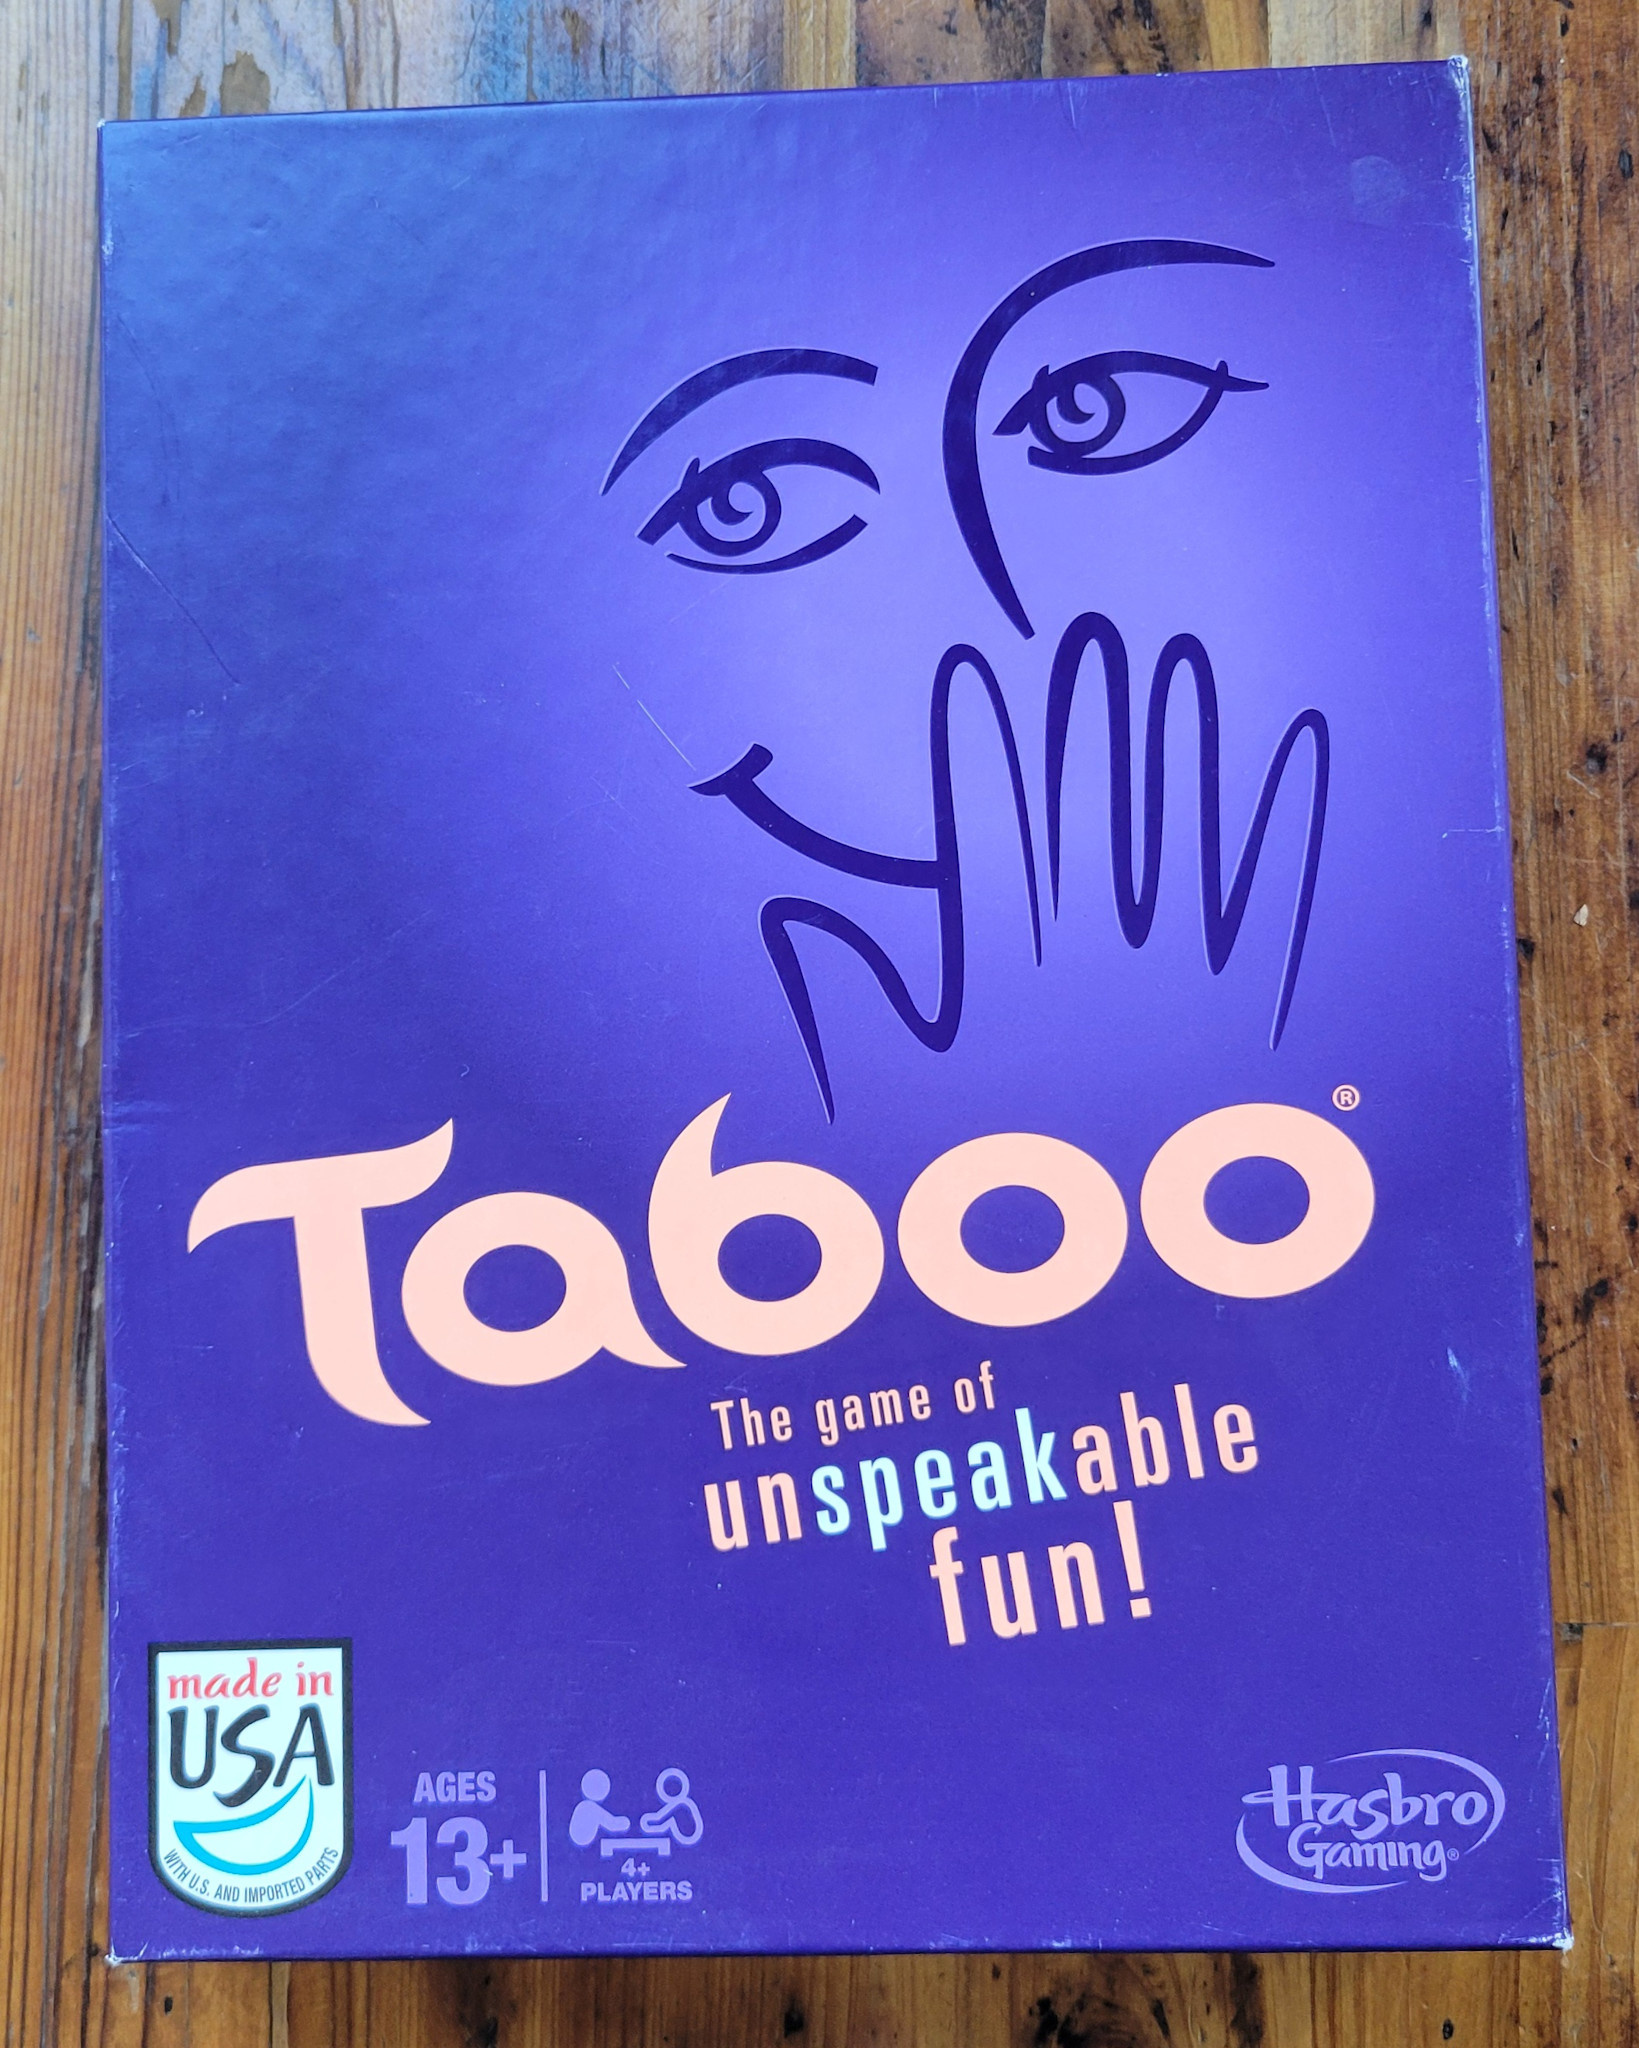 Taboo®
The game of
unspeakable
fun!
made in
USA
WITH U.S. AND IMPORTED PARTS
AGES
13+
4+
PLAYERS
Hasbro
Gaming®